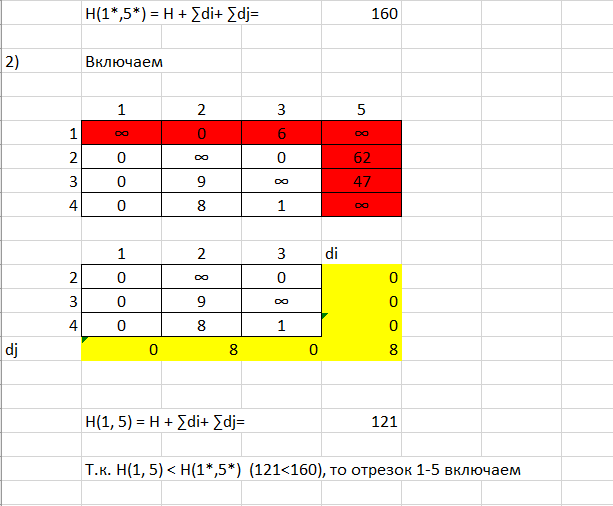 H(1*,5*) = H + ∑di+ ∑dj= 160
2) Включаем
1 2 3 5
1 ∞ 0 6 ∞
2 0 ∞ 0 62
3 0 9 ∞ 47
4 0 8 1 ∞
1 2 3 di
2 0 ∞ 0 0
3 0 9 ∞ 0
4 0 8 1 0
dj 0 8 0 8
H(1, 5) = H + ∑di+ ∑dj= 121
Т.к. H(1, 5) < H(1*,5*) (121<160), то отрезок 1-5 включаем